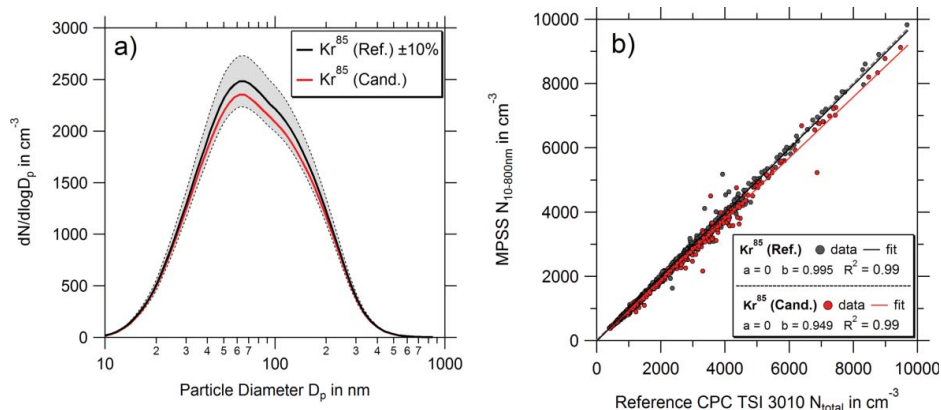 a)
Kr85 (Ref.) ±10%
Kr85 (Cand.)
3000
2500
2000
1500
1000
500
0
dN/dlogDp in cm-3
10 2 3 4 5 6 7 100 2 3 4 5 6 7 1000
Particle Diameter Dp in nm
b)
10000
8000
6000
4000
2000
0
MPSS N10-800nm in cm-3
Kr85 (Ref.) data fit
a = 0 b = 0.995 R2 = 0.99
Kr85 (Cand.) data fit
a = 0 b = 0.949 R2 = 0.99
0 2000 4000 6000 8000 10000
Reference CPC TSI 3010 Ntotal in cm-3